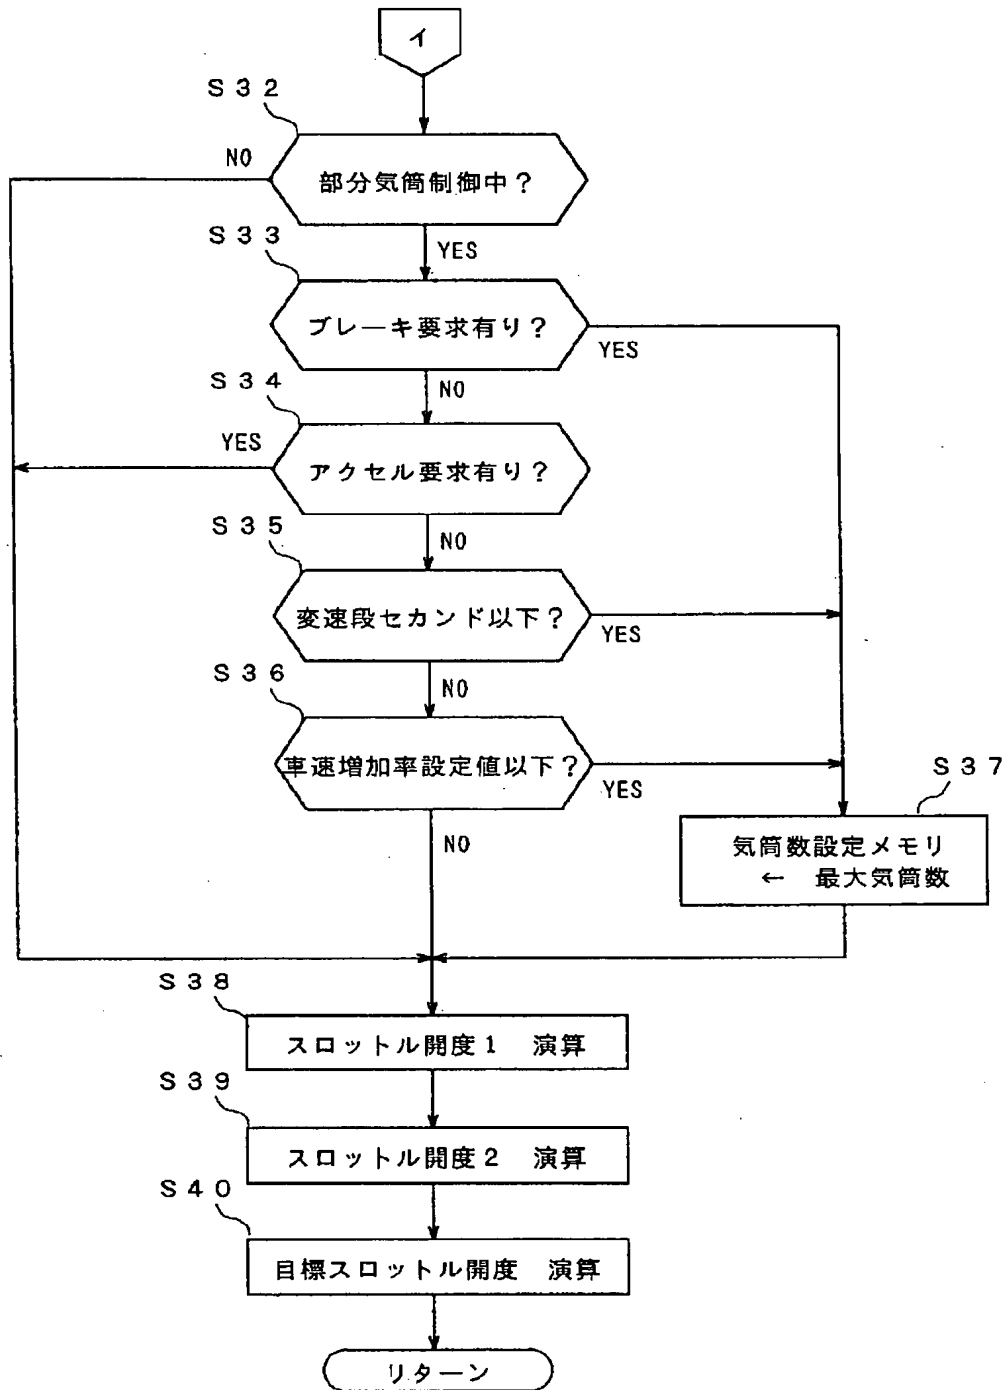 イ
S32
NO
部分気筒制御中?
YES
S33
ブレーキ要求有り?
YES
NO
S34
YES
アクセル要求有り?
NO
S35
変速段セカンド以下?
YES
NO
S36
車速増加率設定値以下?
YES
NO
S37
気筒数設定メモリ
← 最大気筒数
S38
スロットル開度1 演算
S39
スロットル開度2 演算
S40
目標スロットル開度 演算
リターン